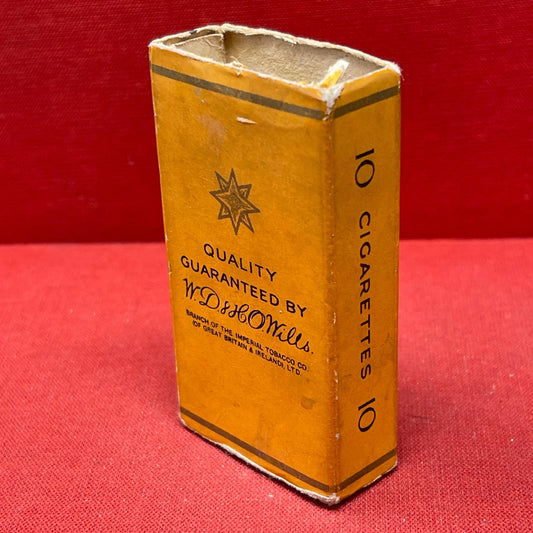 QUALITY
GUARANTEED BY
W.D. & H.O. Wills.
BRANCH OF THE IMPERIAL TOBACCO CO.
(OF GREAT BRITAIN & IRELAND), LTD.
10 CIGARETTES 10